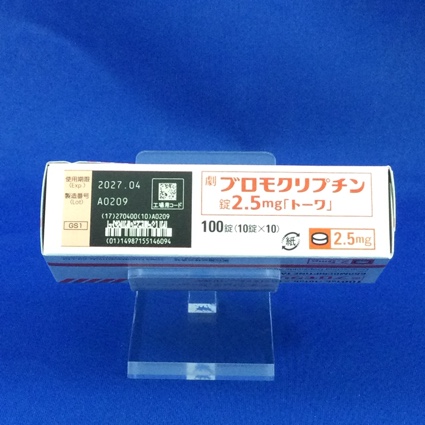 使用期限
(Exp.)
2027.04
製造番号
(Lot)
A0209
工場用コード
GS1
(17)270400(10)A0209
(01)14987155146094
劇 ブロモクリプチン
錠2.5mg「トーワ」
100錠(10錠×10)
紙
2.5mg